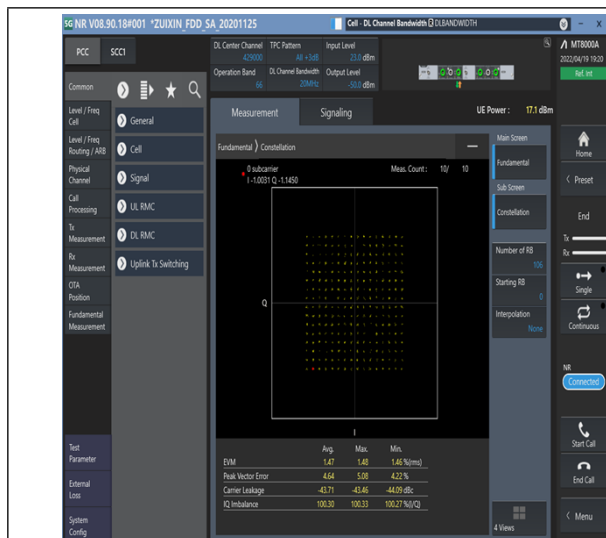 5G NR V08.90.18#001 *ZUIXIN_FDD_SA_20201125
Cell - DL Channel Bandwidth DLBANDWIDTH
PCC
SCC1
DL Center Channel
429000
TPC Pattern
All +3dB
Input Level
23.0 dBm
Operation Band
66
DL Channel Bandwidth
20MHz
Output Level
-50.0 dBm
MT8000A
2022/04/19 19:20
Ref. Int
Common
Level / Freq
Cell
Level / Freq
Routing / ARB
Physical
Channel
Call
Processing
Tx
Measurement
Rx
Measurement
OTA
Position
Fundamental
Measurement
Test
Parameter
External
Loss
System
Config
General
Cell
Signal
UL RMC
DL RMC
Uplink Tx Switching
Measurement
Signaling
UE Power : 17.1 dBm
Fundamental Constellation
0 subcarrier
I -1.0031 Q -1.1450
Meas. Count : 10/ 10
Q
I
Avg. Max. Min.
EVM 1.47 1.48 1.46 %(rms)
Peak Vector Error 4.64 5.08 4.22 %
Carrier Leakage -43.71 -43.46 -44.09 dBc
IQ Imbalance 100.30 100.33 100.27 %(I/Q)
Main Screen
Fundamental
Sub Screen
Constellation
Number of RB
106
Starting RB
0
Interpolation
None
4 Views
Home
Preset
End
Tx
Rx
Single
Continuous
NR
Connected
Start Call
End Call
Menu